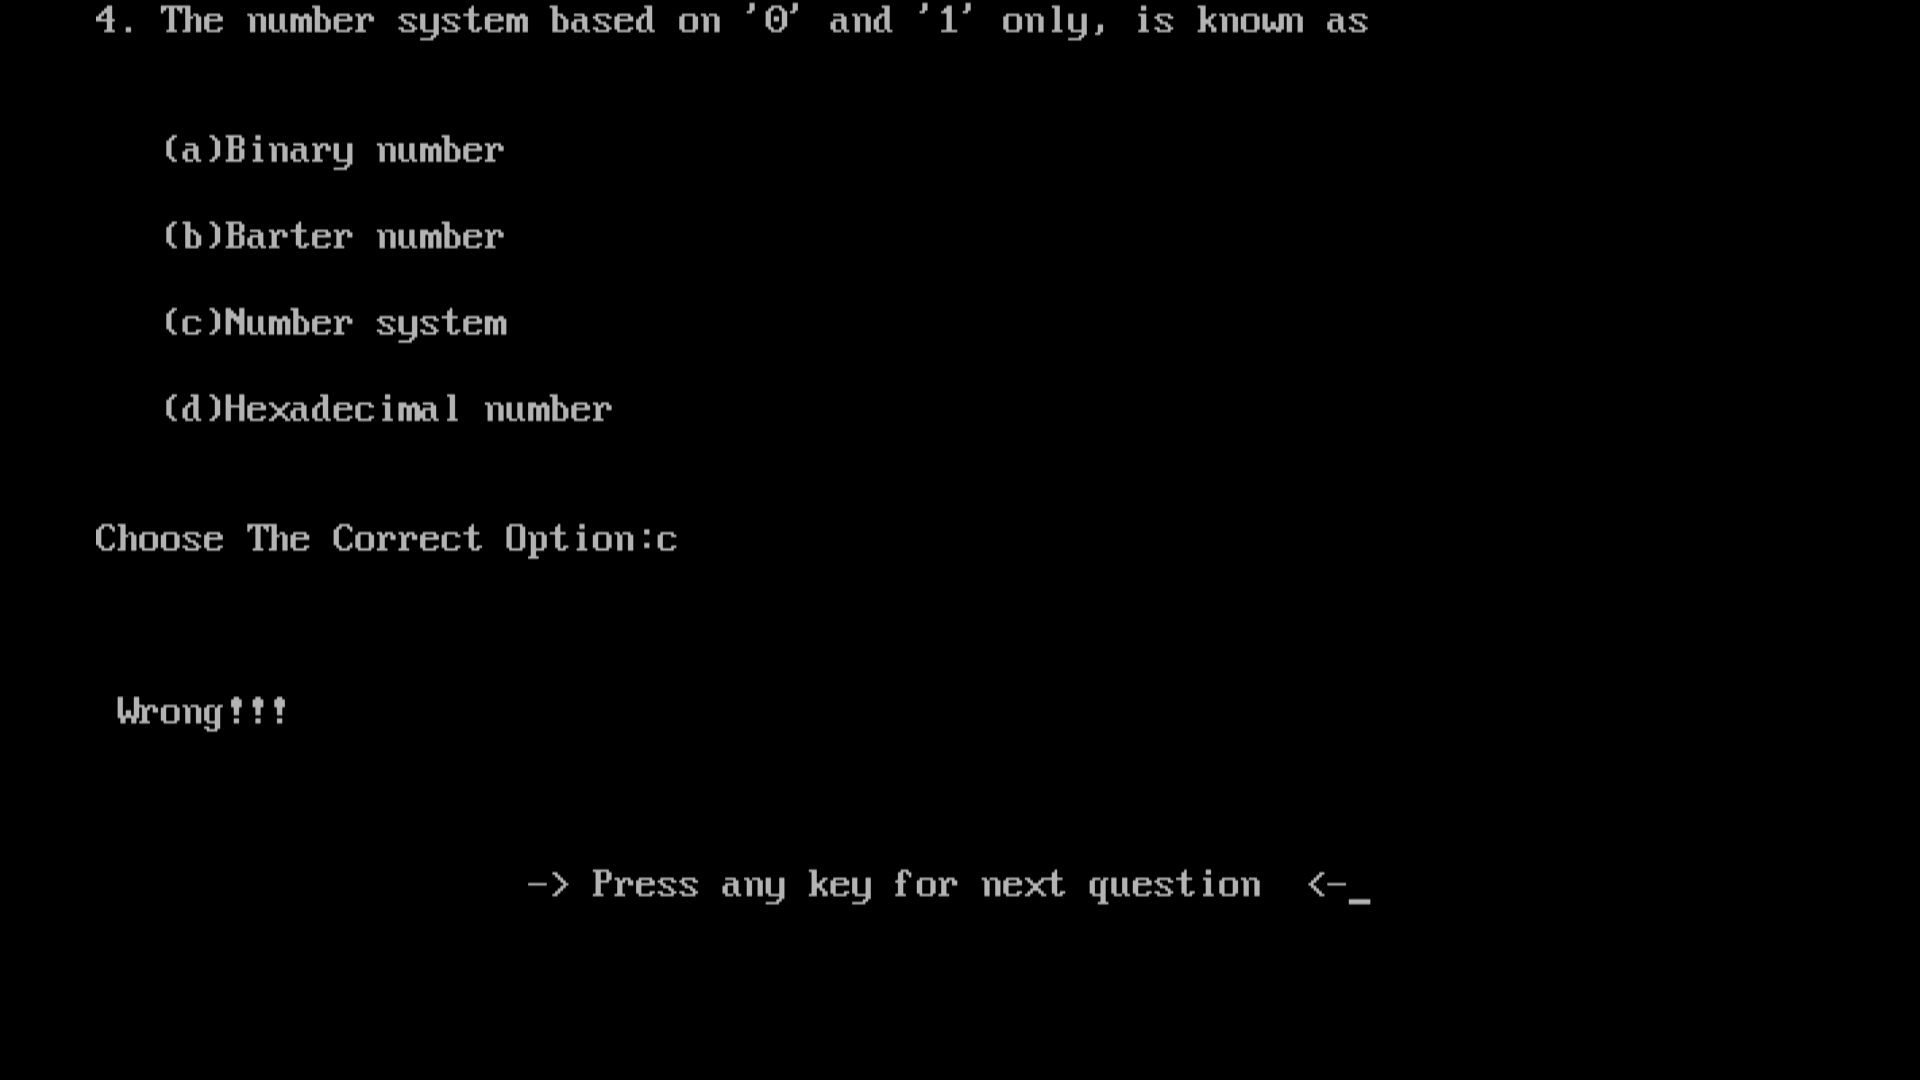 4. The number system based on '0' and '1' only, is known as
(a)Binary number
(b)Barter number
(c)Number system
(d)Hexadecimal number
Choose The Correct Option:c
Wrong!!!
-> Press any key for next question <-_